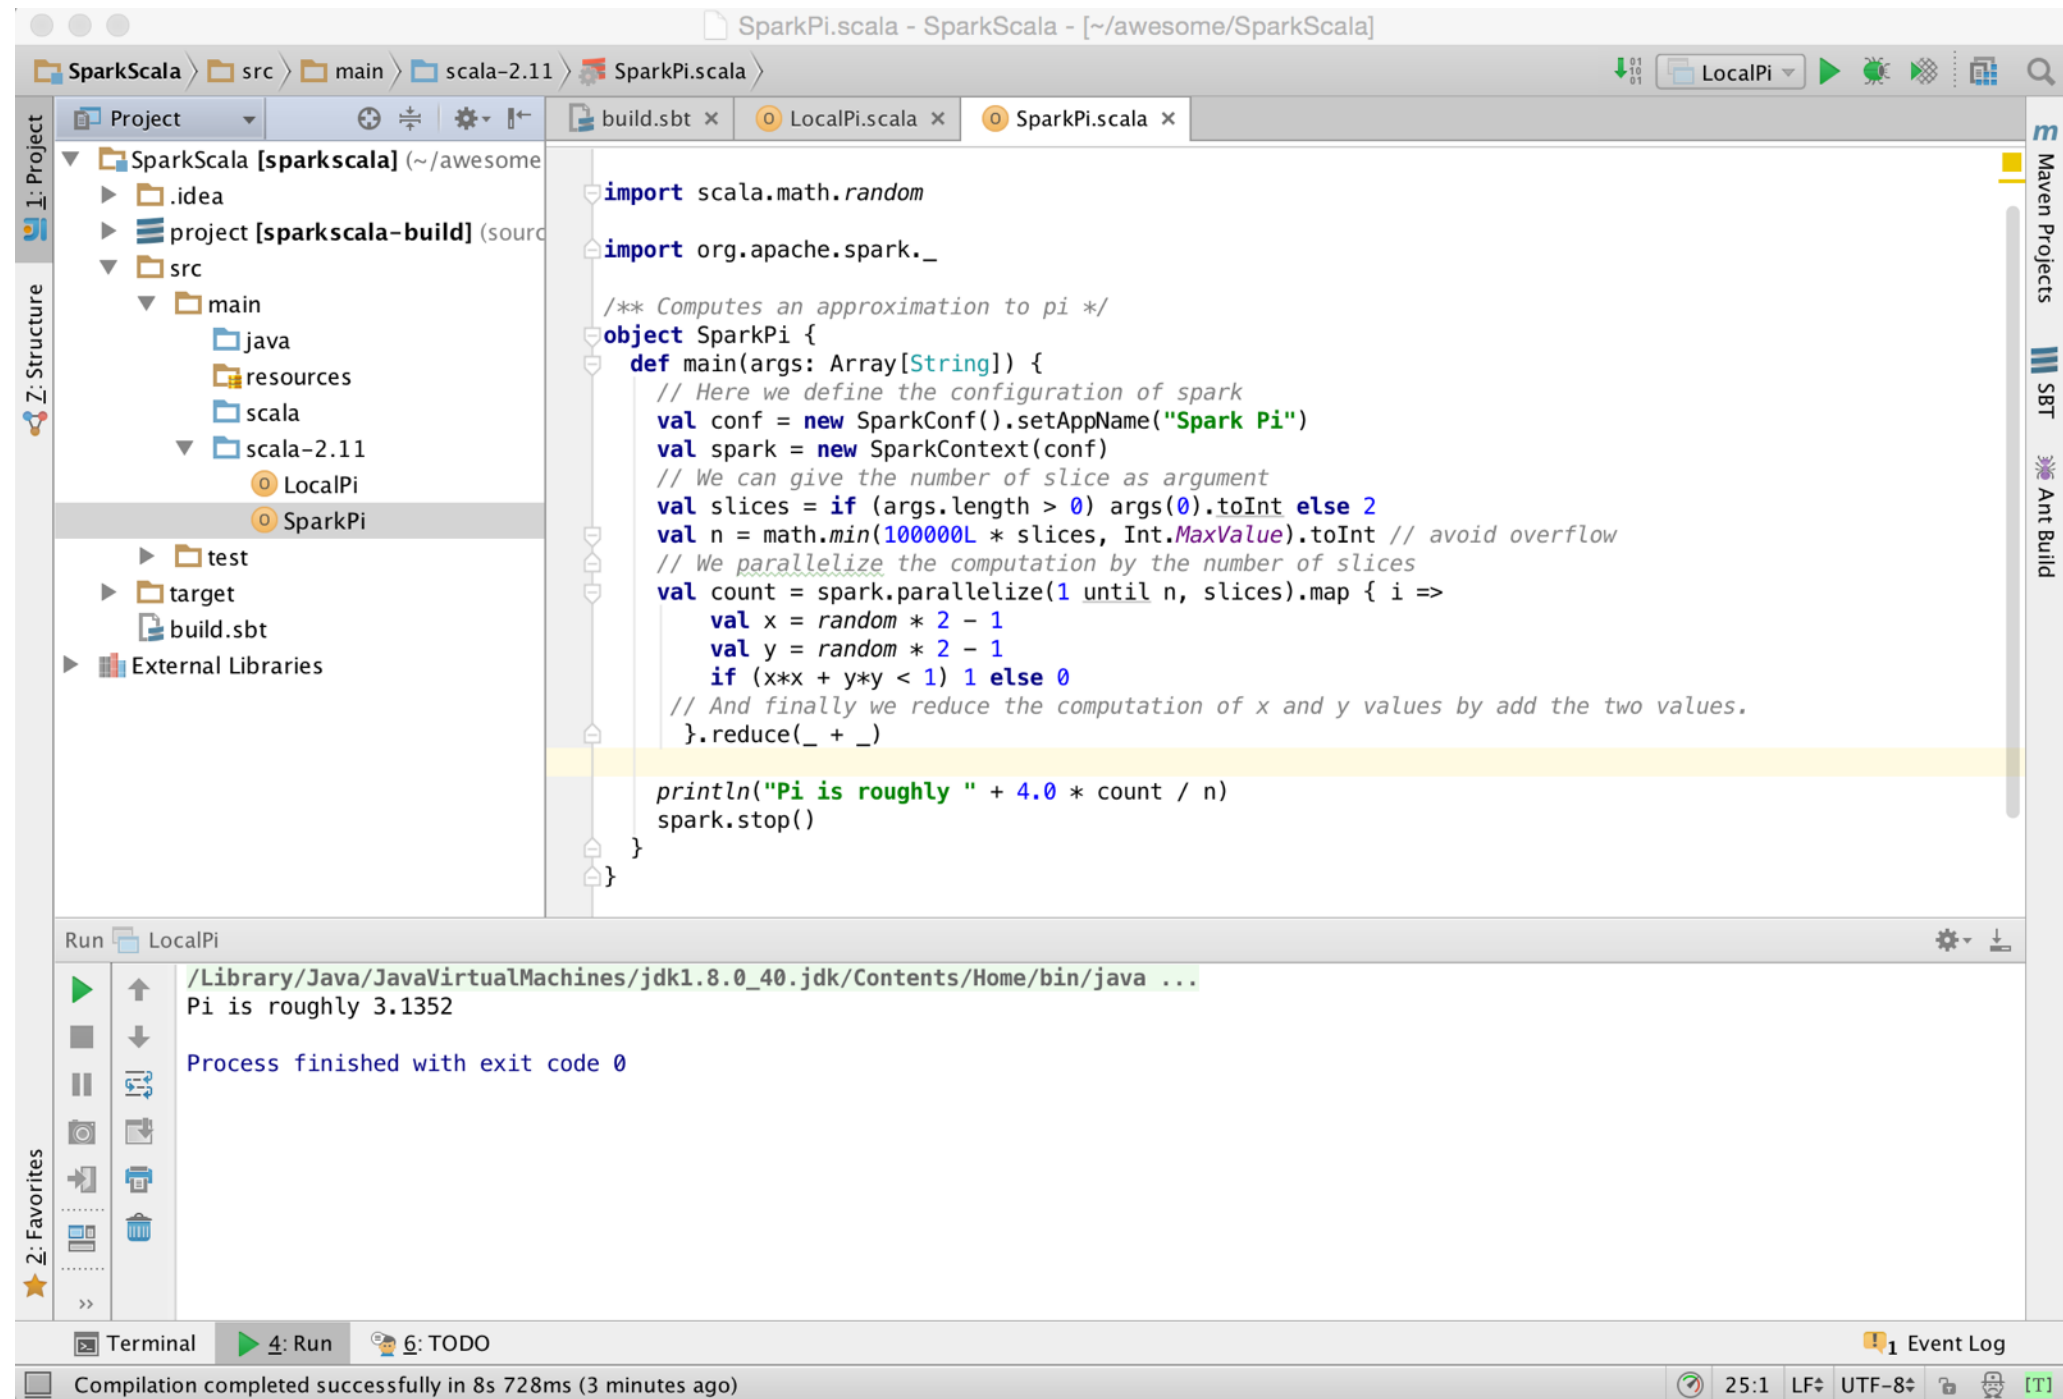 SparkPi.scala - SparkScala - [~/awesome/SparkScala]
SparkScala src main scala-2.11 SparkPi.scala
LocalPi
1: Project
7: Structure
2: Favorites
Project
SparkScala [sparkscala] (~/awesome
.idea
project [sparkscala-build] (sourc
src
main
java
resources
scala
scala-2.11
LocalPi
SparkPi
test
target
build.sbt
External Libraries
build.sbt LocalPi.scala SparkPi.scala
import scala.math.random
import org.apache.spark._
/** Computes an approximation to pi */
object SparkPi {
def main(args: Array[String]) {
// Here we define the configuration of spark
val conf = new SparkConf().setAppName("Spark Pi")
val spark = new SparkContext(conf)
// We can give the number of slice as argument
val slices = if (args.length > 0) args(0).toInt else 2
val n = math.min(100000L * slices, Int.MaxValue).toInt // avoid overflow
// We parallelize the computation by the number of slices
val count = spark.parallelize(1 until n, slices).map { i =>
val x = random * 2 - 1
val y = random * 2 - 1
if (x*x + y*y < 1) 1 else 0
// And finally we reduce the computation of x and y values by add the two values.
}.reduce(_ + _)
println("Pi is roughly " + 4.0 * count / n)
spark.stop()
}
}
m Maven Projects
SBT
Ant Build
Run LocalPi
/Library/Java/JavaVirtualMachines/jdk1.8.0_40.jdk/Contents/Home/bin/java ...
Pi is roughly 3.1352
Process finished with exit code 0
Terminal 4: Run 6: TODO 1 Event Log
Compilation completed successfully in 8s 728ms (3 minutes ago) 25:1 LF UTF-8 [T]